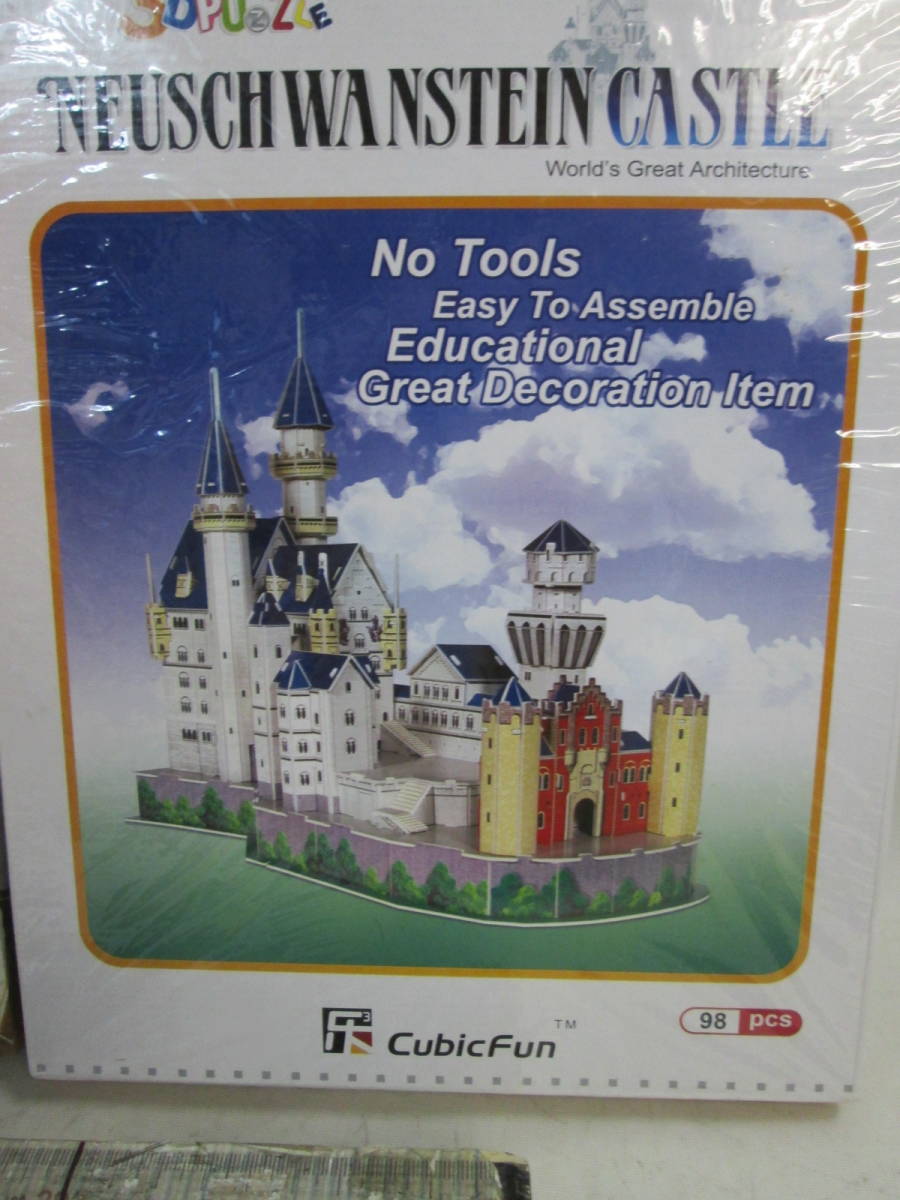 3DPUZZLE
NEUSCHWANSTEIN CASTLE
World's Great Architecture
No Tools
Easy To Assemble
Educational
Great Decoration Item
CubicFun TM
98 pcs